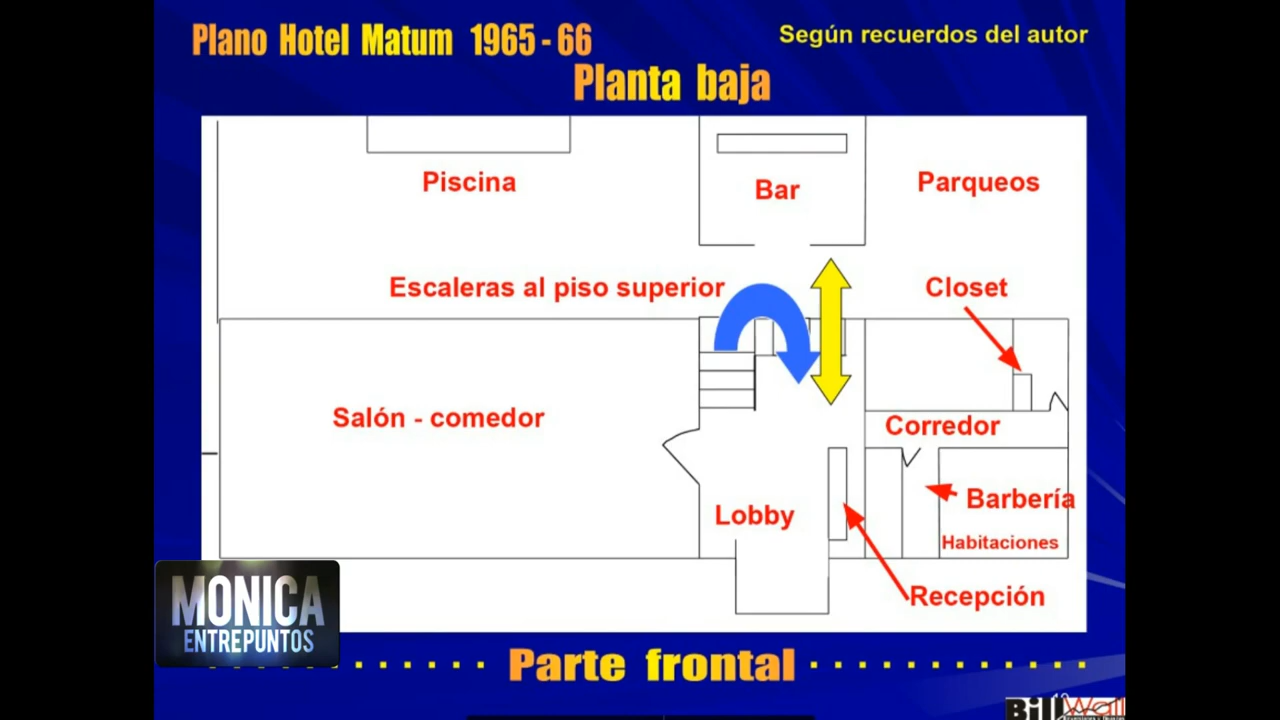 Plano Hotel Matum 1965 - 66
Según recuerdos del autor
Planta baja
Piscina
Bar
Parqueos
Escaleras al piso superior
Closet
Salón - comedor
Corredor
Lobby
Barbería
Habitaciones
Recepción
MONICA
ENTREPUNTOS
Parte frontal